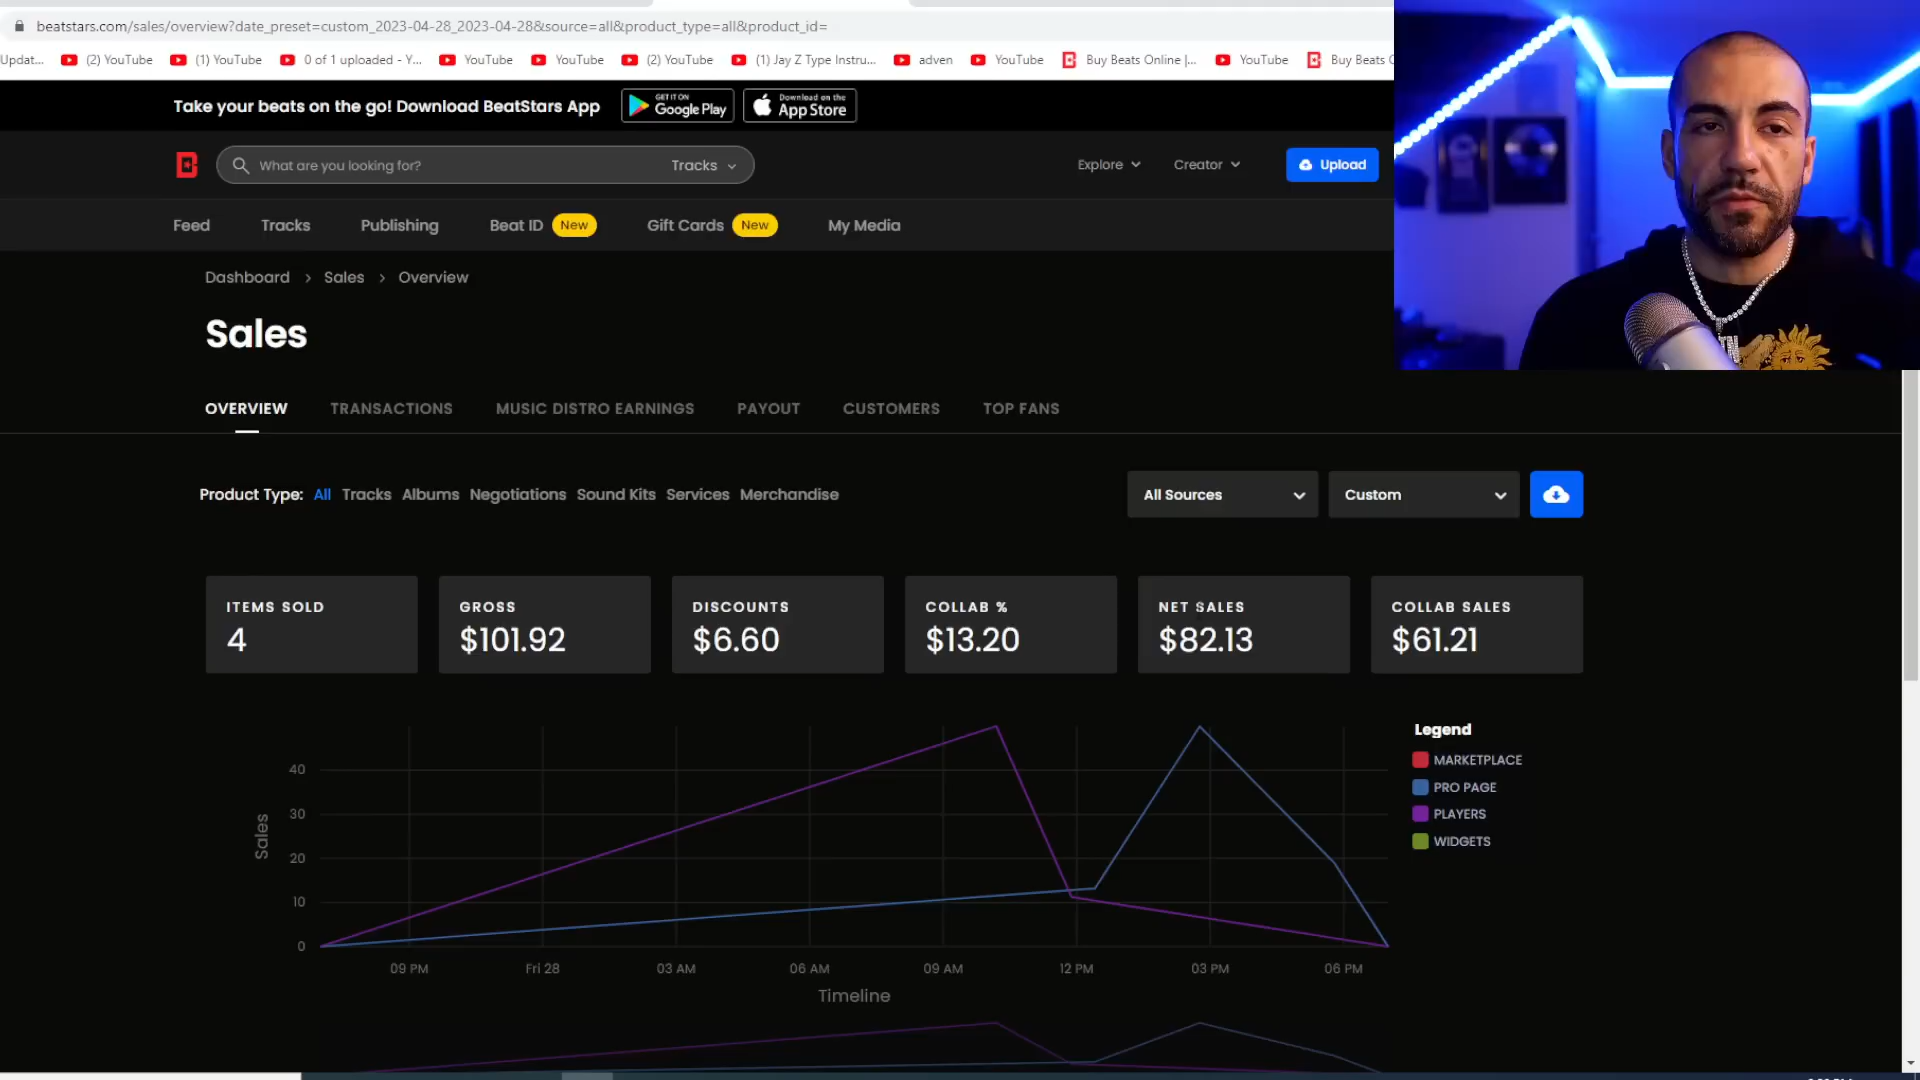 beatstars.com/sales/overview?date_preset=custom_2023-04-28_2023-04-28&source=all&product_type=all&product_id=
Updat... (2) YouTube (1) YouTube 0 of 1 uploaded - Y... YouTube YouTube (2) YouTube (1) Jay Z Type Instru... adven YouTube Buy Beats Online |... YouTube Buy Beats
Take your beats on the go! Download BeatStars App GET IT ON Google Play Download on the App Store
What are you looking for? Tracks Explore Creator Upload
Feed Tracks Publishing Beat ID New Gift Cards New My Media
Dashboard > Sales > Overview
Sales
OVERVIEW TRANSACTIONS MUSIC DISTRO EARNINGS PAYOUT CUSTOMERS TOP FANS
Product Type: All Tracks Albums Negotiations Sound Kits Services Merchandise All Sources Custom
ITEMS SOLD GROSS DISCOUNTS COLLAB % NET SALES COLLAB SALES
4 $101.92 $6.60 $13.20 $82.13 $61.21
Legend
MARKETPLACE
PRO PAGE
PLAYERS
WIDGETS
40
30
20
10
0
Sales
09 PM Fri 28 03 AM 06 AM 09 AM 12 PM 03 PM 06 PM
Timeline